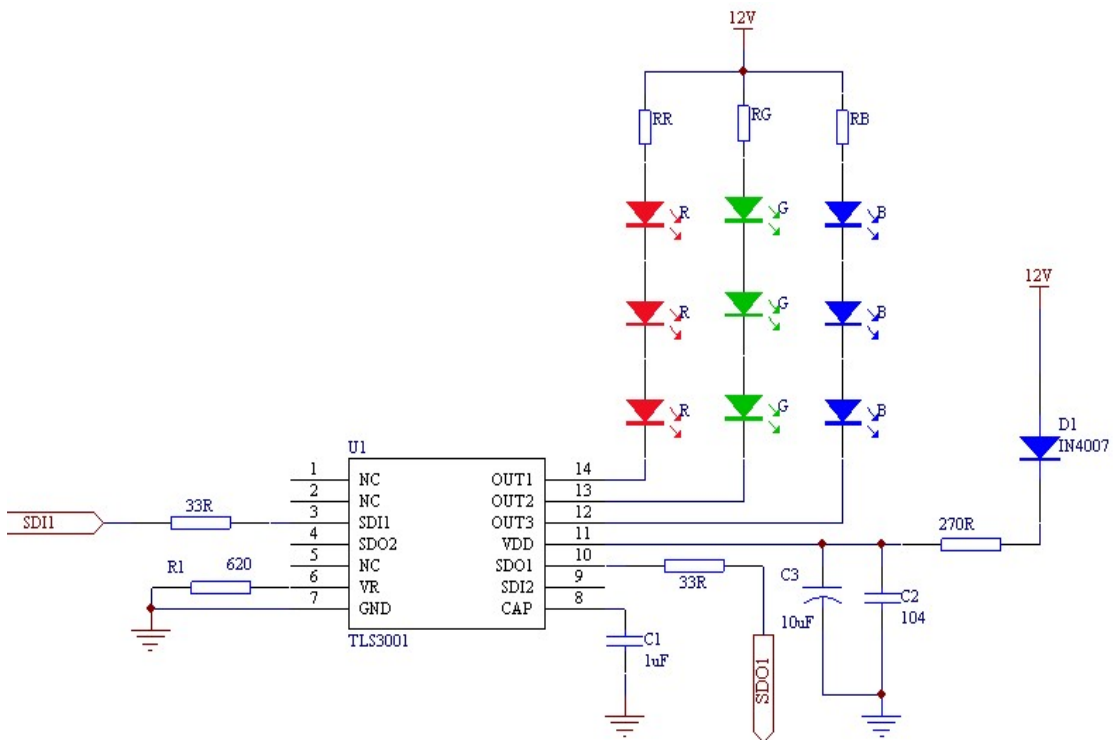 12V
RR
RG
RB
R
G
B
R
G
B
R
G
B
12V
D1
IN4007
U1
1 NC
2 NC
3 SDI1
4 SDO2
5 NC
6 VR
7 GND
OUT1 14
OUT2 13
OUT3 12
VDD 11
SDO1 10
SDI2 9
CAP 8
TLS3001
SDI1
33R
R1 620
33R
SDO1
C1
1uF
270R
C3
10uF
C2
104